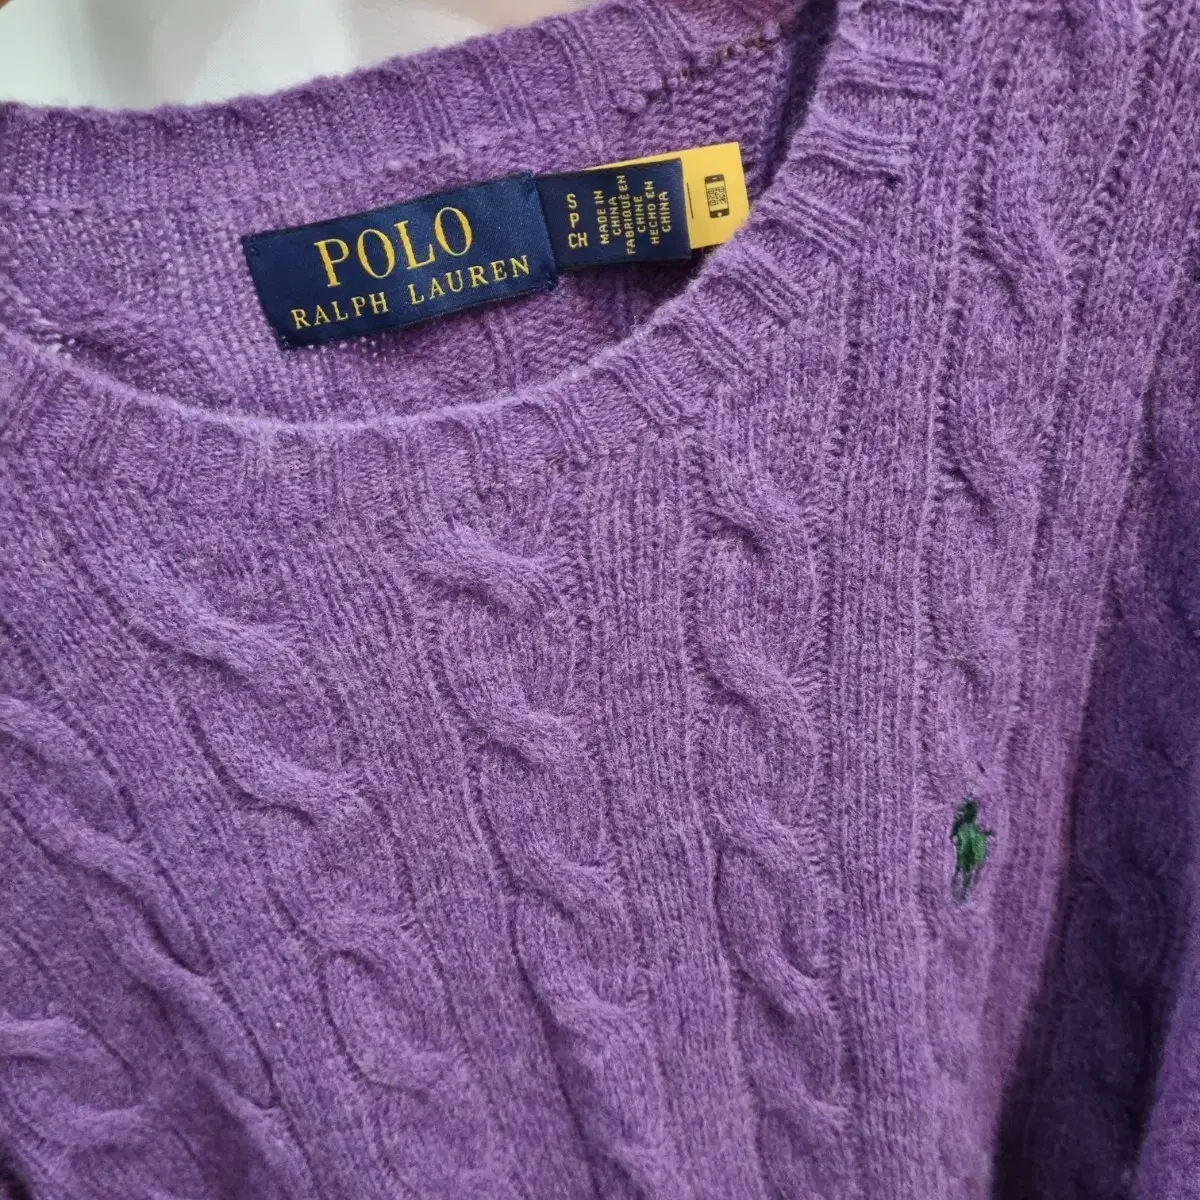 POLO
RALPH LAUREN
S
P
CH
MADE IN
CHINA
FABRIQUÉ EN
CHINE
HECHO EN
CHINA